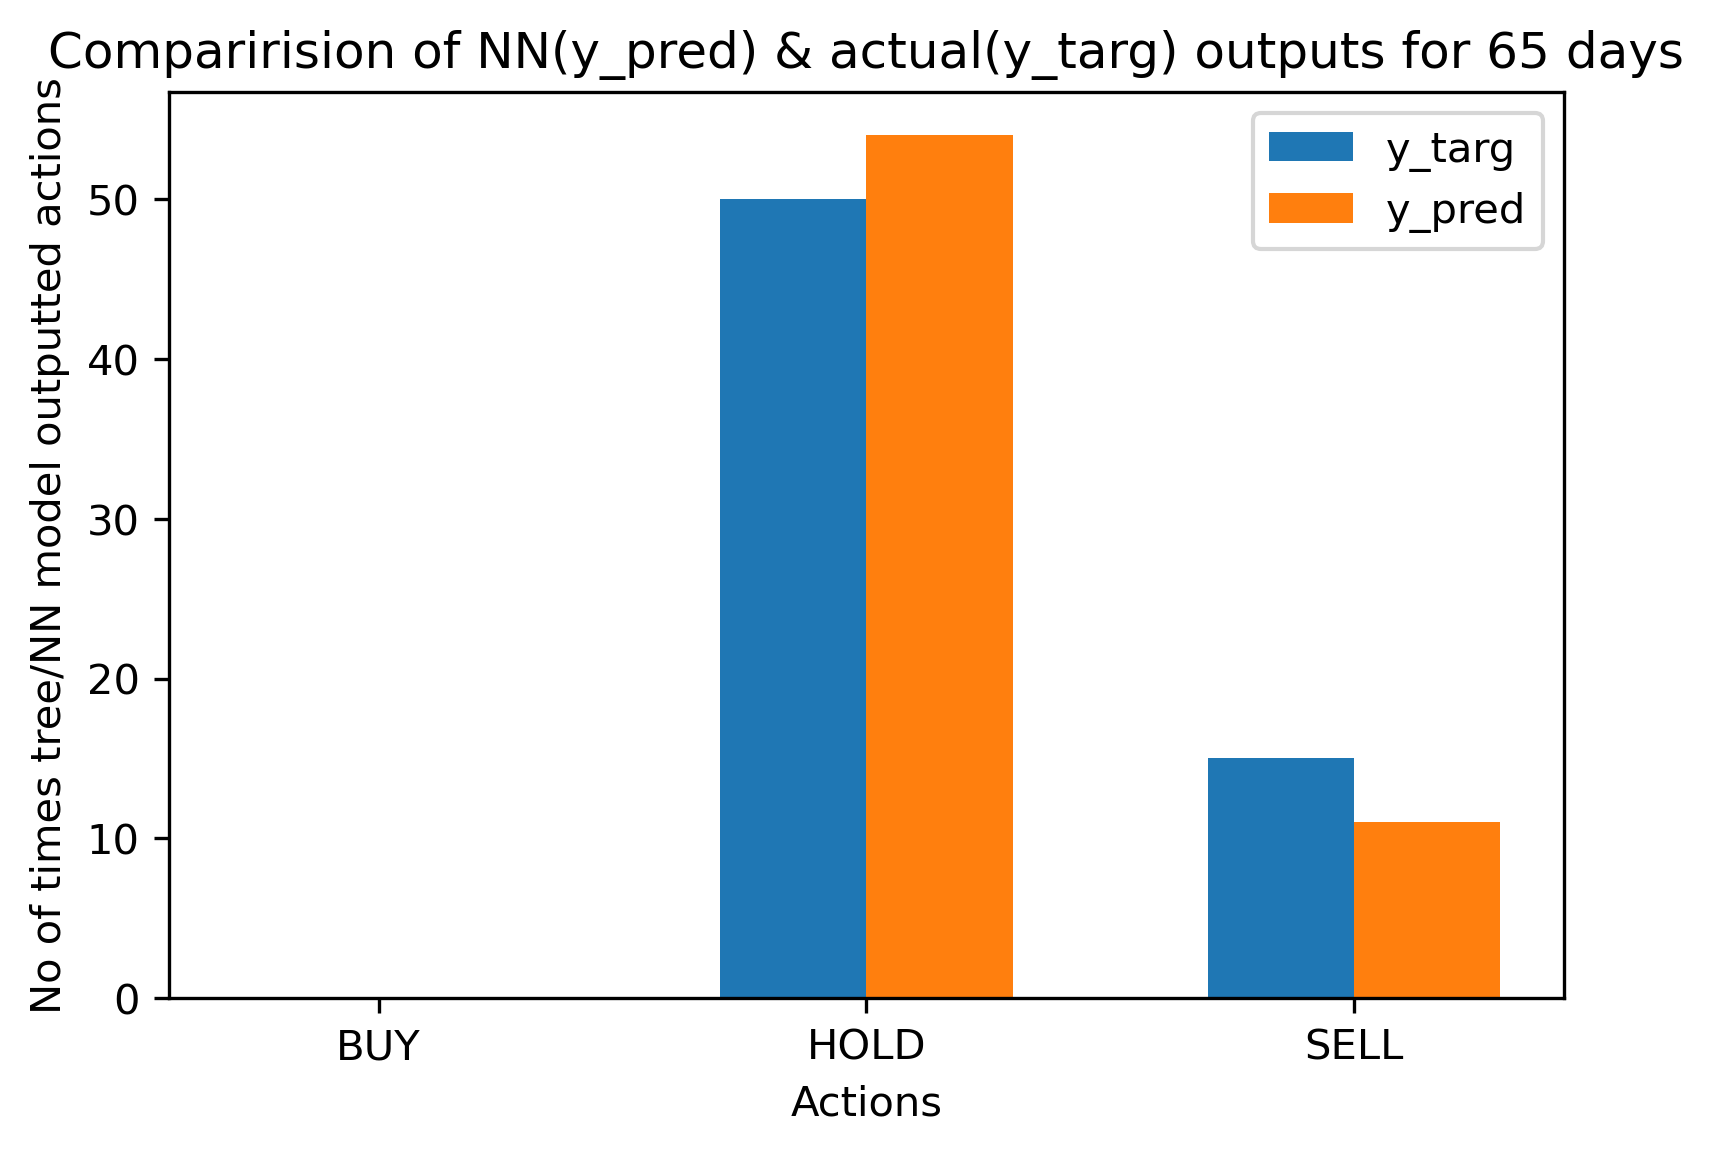 Comparirision of NN(y_pred) & actual(y_targ) outputs for 65 days
No of times tree/NN model outputted actions
50
40
30
20
10
0
y_targ
y_pred
BUY
HOLD
SELL
Actions